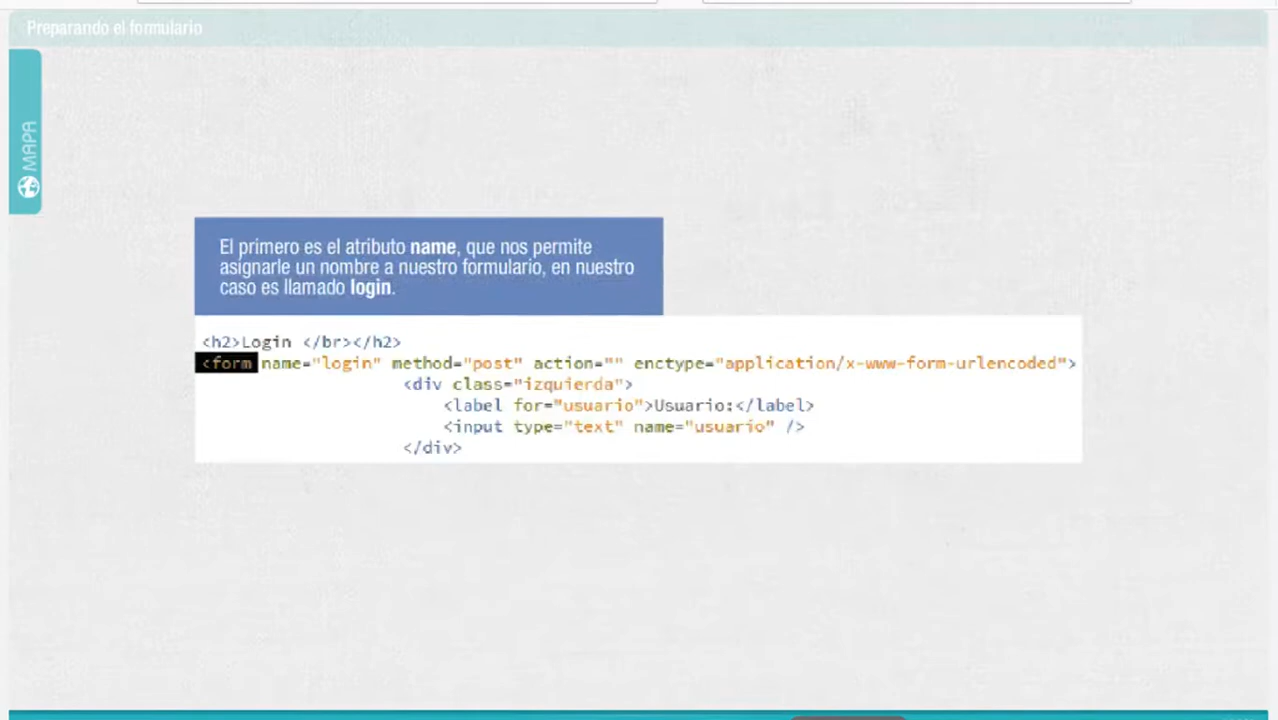 Preparando el formulario
MAPA
El primero es el atributo name, que nos permite
asignarle un nombre a nuestro formulario, en nuestro
caso es llamado login.
<h2>Login </br></h2>
<form name="login" method="post" action="" enctype="application/x-www-form-urlencoded">
<div class="izquierda">
<label for="usuario">Usuario:</label>
<input type="text" name="usuario" />
</div>